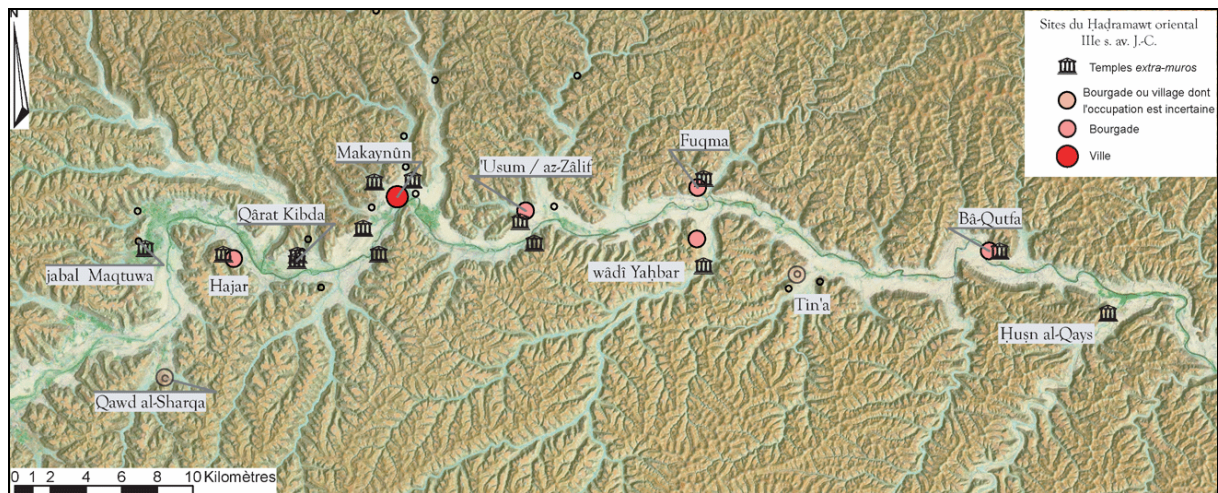 N
Sites du Ḥaḍramawt oriental
IIIe s. av. J.-C.
Temples extra-muros
Bourgade ou village dont
l'occupation est incertaine
Bourgade
Ville
Fuqma
Makaynûn
'Usum / az-Zâlif
Qârat Kibda
Bâ-Quṭfa
jabal Maqtuwa
Hajar
wâdî Yaḥbar
Tin'a
Ḥuṣn al-Qays
Qawd al-Sharqa
0 1 2 4 6 8 10 Kilomètres